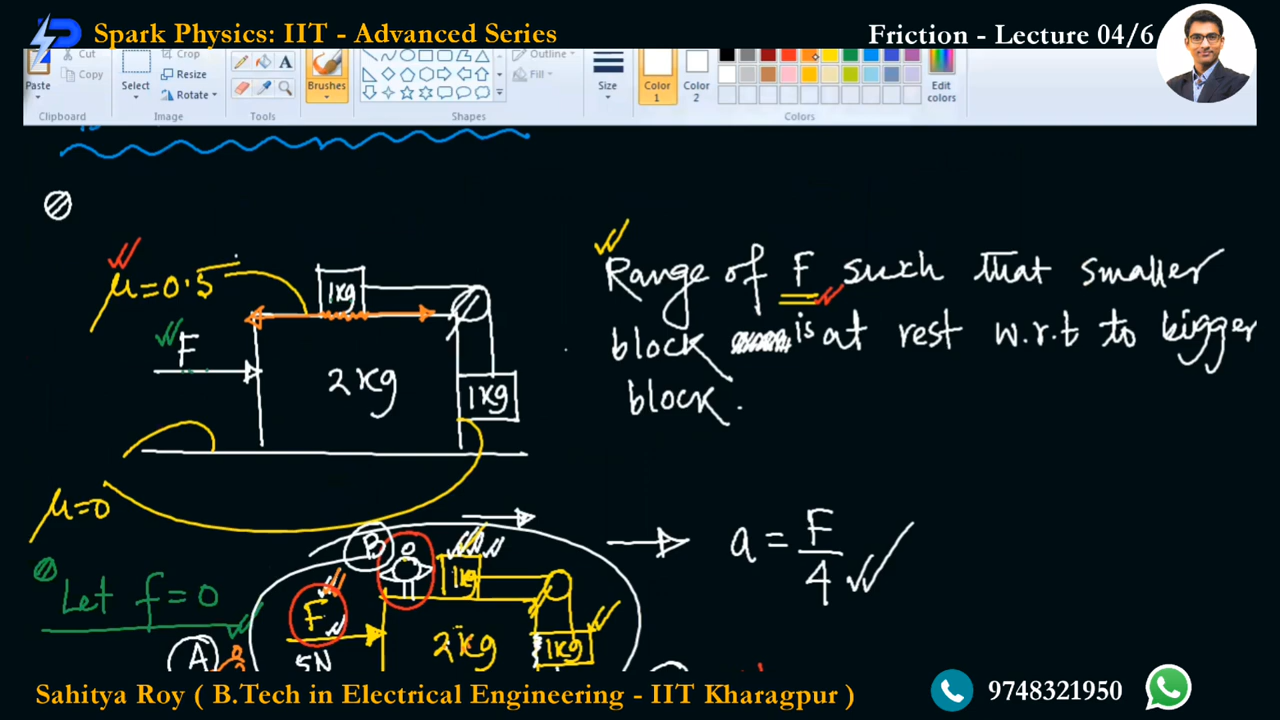 Spark Physics: IIT - Advanced Series
Friction - Lecture 04/6
Cut
Crop
Outline
Copy
Resize
Fill
Paste
Select
Rotate
Brushes
Size
Color 1
Color 2
Edit colors
Clipboard
Image
Tools
Shapes
Colors
μ=0.5
1kg
F
2kg
1kg
μ=0
Range of F such that smaller
block is at rest w.r.t to bigger
block.
a = F/4
Let f=0
B
1kg
F
2kg
1kg
A
5N
Sahitya Roy ( B.Tech in Electrical Engineering - IIT Kharagpur )
9748321950